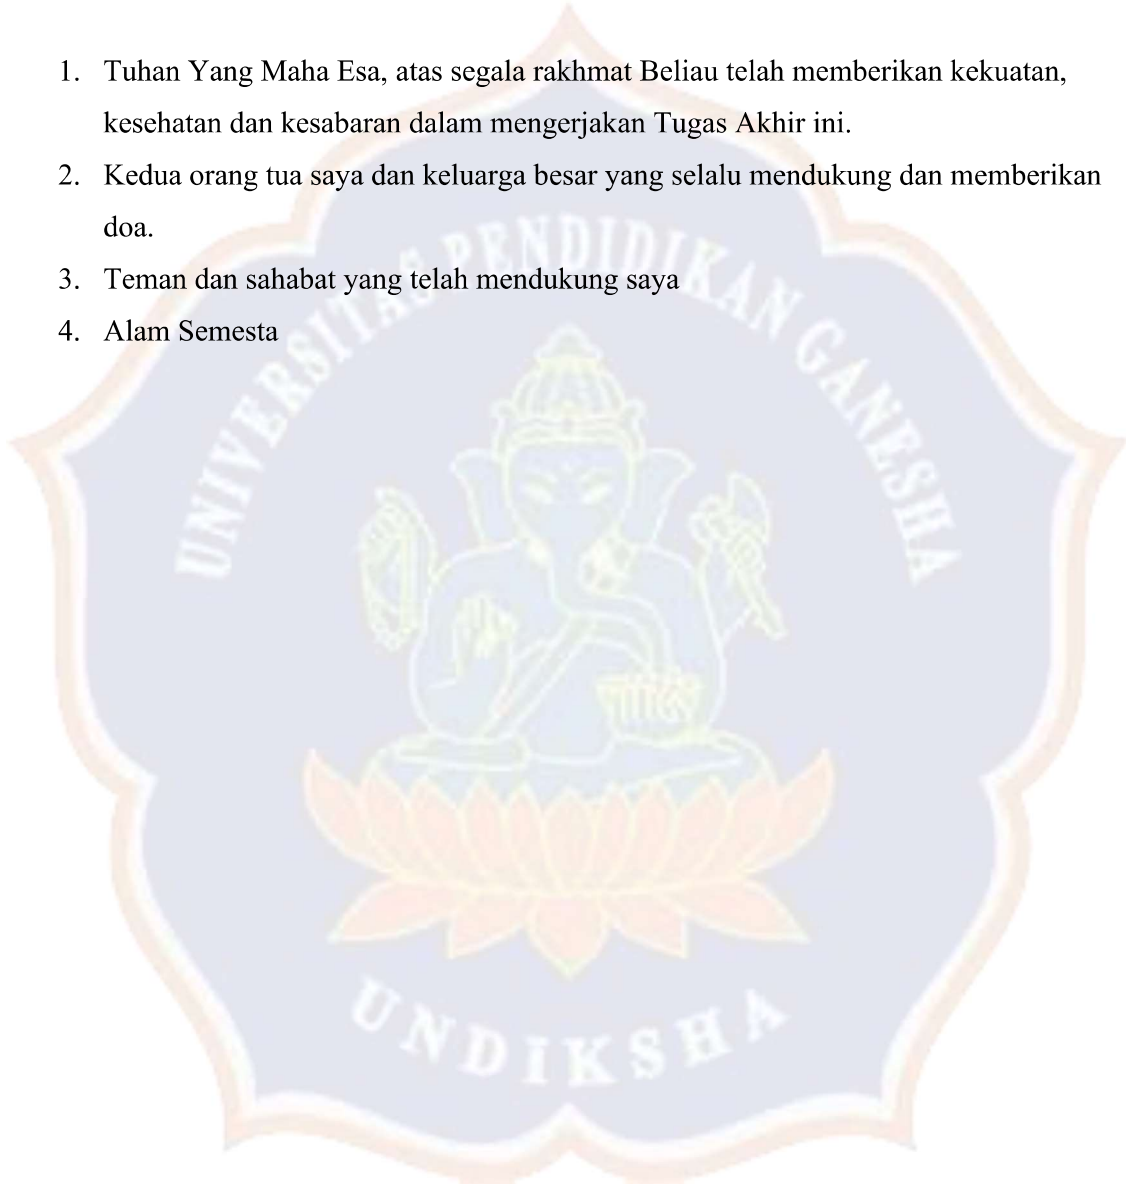 1. Tuhan Yang Maha Esa, atas segala rakhmat Beliau telah memberikan kekuatan,
kesehatan dan kesabaran dalam mengerjakan Tugas Akhir ini.
2. Kedua orang tua saya dan keluarga besar yang selalu mendukung dan memberikan
doa.
3. Teman dan sahabat yang telah mendukung saya
4. Alam Semesta
UNIVERSITAS PENDIDIKAN GANESHA
UNDIKSHA